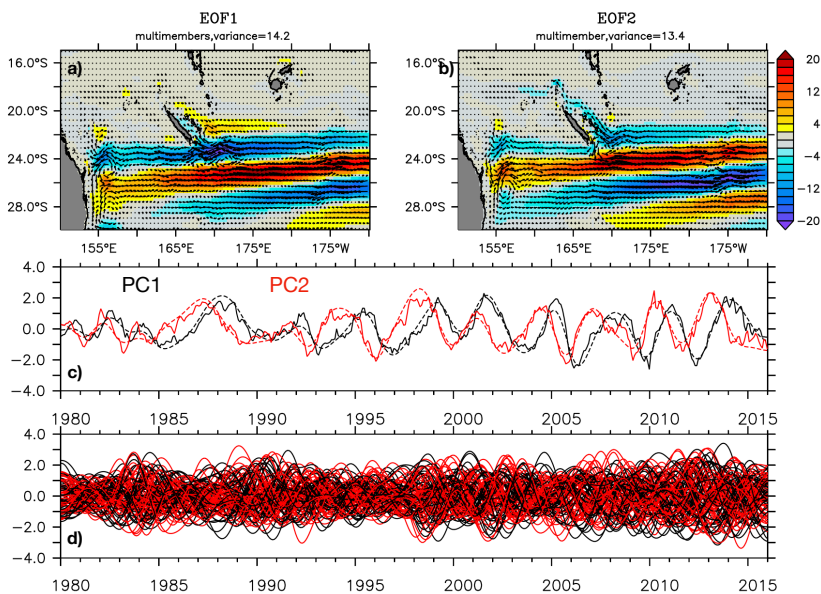 EOF1 EOF2
multimembers,variance=14.2 multimember,variance=13.4
a) b)
16.0°S 16.0°S 20
20.0°S 20.0°S 12
4
24.0°S 24.0°S −4
−12
28.0°S 28.0°S −20
155°E 165°E 175°E 175°W 155°E 165°E 175°E 175°W
4.0
PC1 PC2
2.0
0.0
−2.0
c)
−4.0
1980 1985 1990 1995 2000 2005 2010 2015
4.0
2.0
0.0
−2.0
d)
−4.0
1980 1985 1990 1995 2000 2005 2010 2015